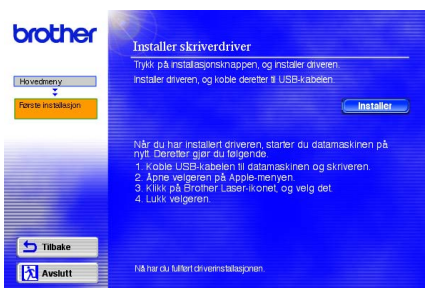 brother
Installer skriverdriver
Trykk på installasjonsknappen, og installer driveren.
Installer driveren, og koble deretter til USB-kabelen.
Hovedmeny
Første installasjon
Installer
Når du har installert driveren, starter du datamaskinen på
nytt. Deretter gjør du følgende.
1. Koble USB-kabelen til datamaskinen og skriveren.
2. Åpne velgeren på Apple-menyen.
3. Klikk på Brother Laser-ikonet, og velg det.
4. Lukk velgeren.
Tilbake
Avslutt
Nå har du fullført driverinstallasjonen.